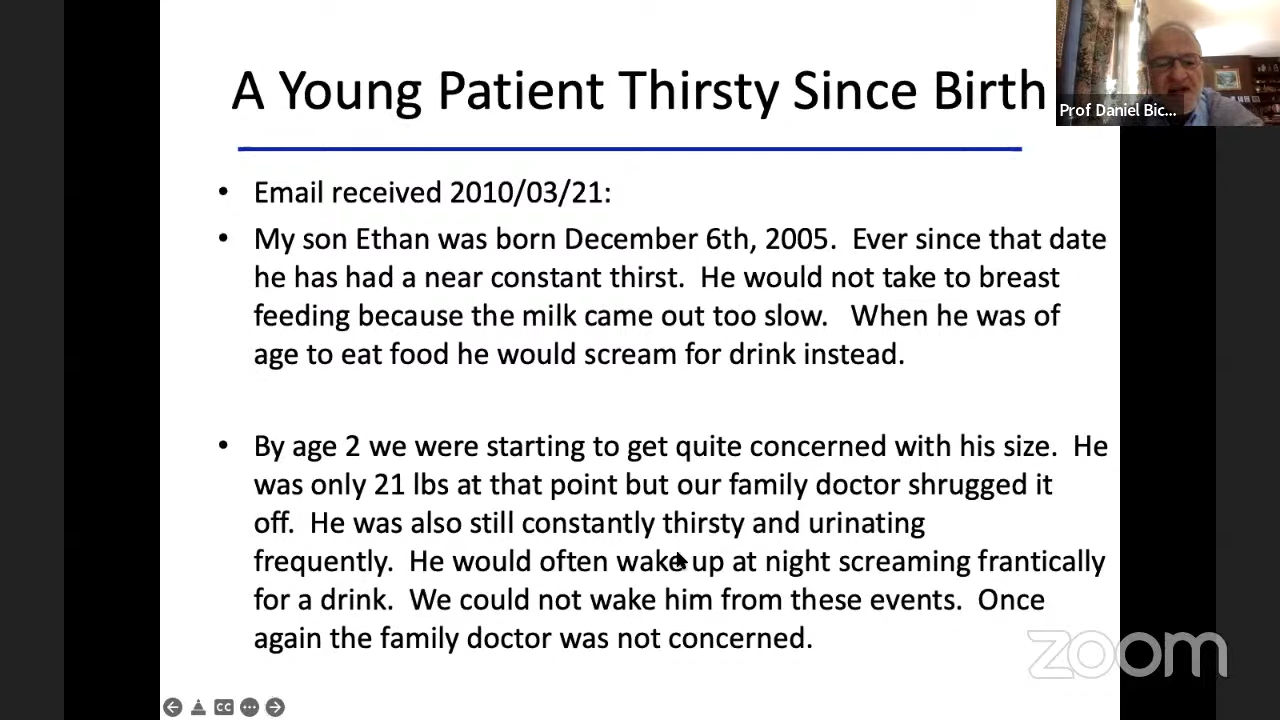 A Young Patient Thirsty Since Birth
Prof Daniel Bic...
• Email received 2010/03/21:
• My son Ethan was born December 6th, 2005. Ever since that date
he has had a near constant thirst. He would not take to breast
feeding because the milk came out too slow. When he was of
age to eat food he would scream for drink instead.
• By age 2 we were starting to get quite concerned with his size. He
was only 21 lbs at that point but our family doctor shrugged it
off. He was also still constantly thirsty and urinating
frequently. He would often wake up at night screaming frantically
for a drink. We could not wake him from these events. Once
again the family doctor was not concerned.
zoom
CC